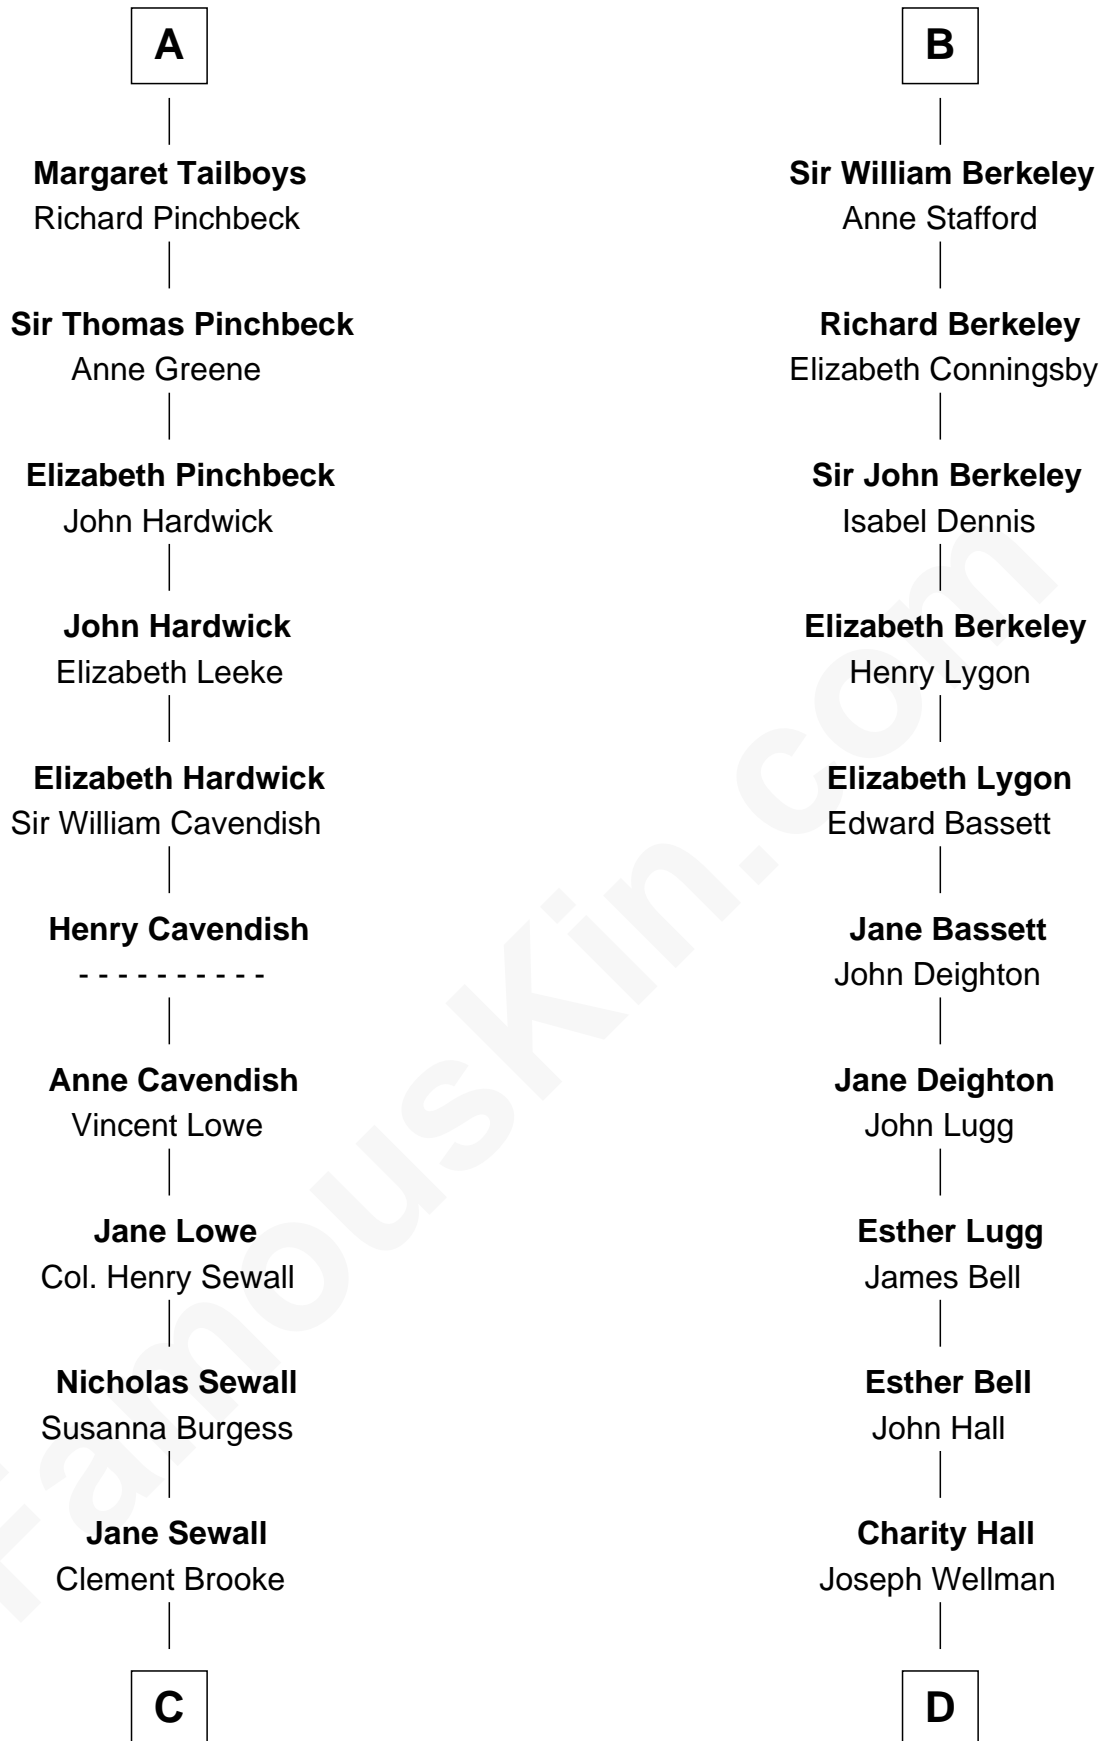 A
Margaret Tailboys
Richard Pinchbeck
Sir Thomas Pinchbeck
Anne Greene
Elizabeth Pinchbeck
John Hardwick
John Hardwick
Elizabeth Leeke
Elizabeth Hardwick
Sir William Cavendish
Henry Cavendish
- - - - - - - - - -
Anne Cavendish
Vincent Lowe
Jane Lowe
Col. Henry Sewall
Nicholas Sewall
Susanna Burgess
Jane Sewall
Clement Brooke
C
B
Sir William Berkeley
Anne Stafford
Richard Berkeley
Elizabeth Conningsby
Sir John Berkeley
Isabel Dennis
Elizabeth Berkeley
Henry Lygon
Elizabeth Lygon
Edward Bassett
Jane Bassett
John Deighton
Jane Deighton
John Lugg
Esther Lugg
James Bell
Esther Bell
John Hall
Charity Hall
Joseph Wellman
D
FamousKin.com